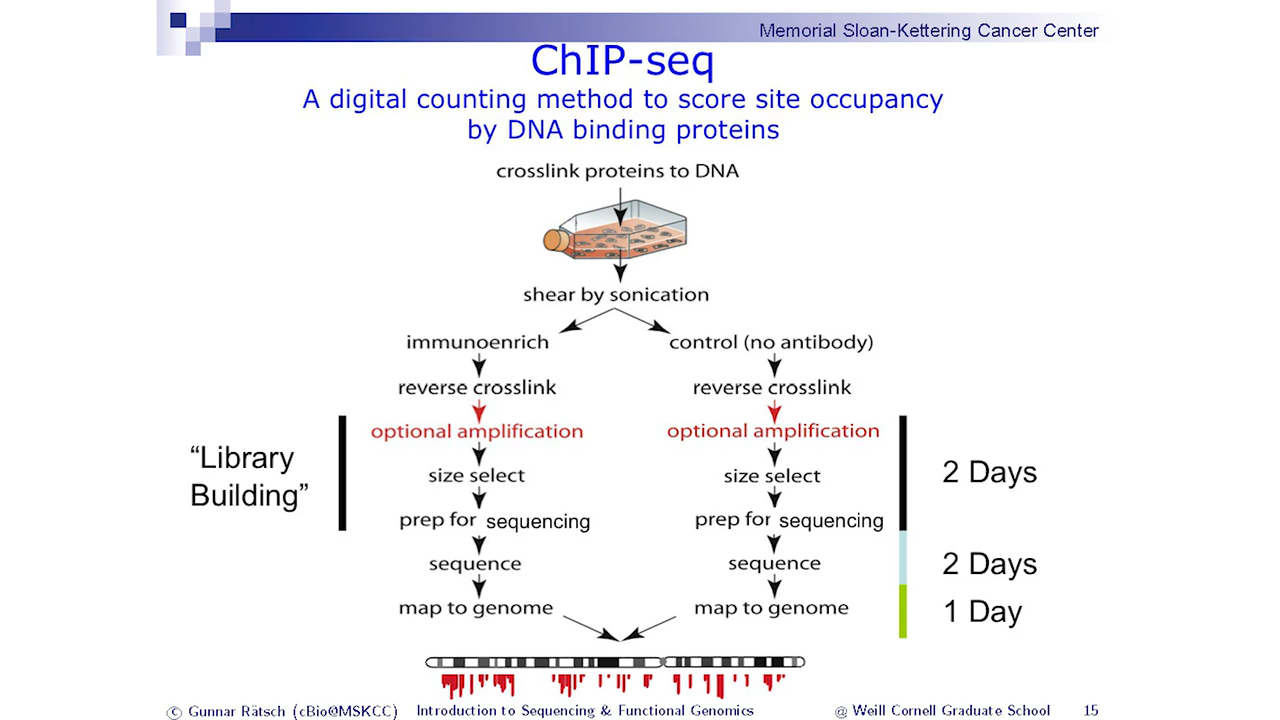 Memorial Sloan-Kettering Cancer Center
ChIP-seq
A digital counting method to score site occupancy
by DNA binding proteins
crosslink proteins to DNA
shear by sonication
immunoenrich
control (no antibody)
reverse crosslink
reverse crosslink
optional amplification
optional amplification
“Library
Building”
size select
size select
2 Days
prep for sequencing
prep for sequencing
sequence
sequence
2 Days
map to genome
map to genome
1 Day
© Gunnar Rätsch (cBio@MSKCC) Introduction to Sequencing & Functional Genomics @ Weill Cornell Graduate School 15